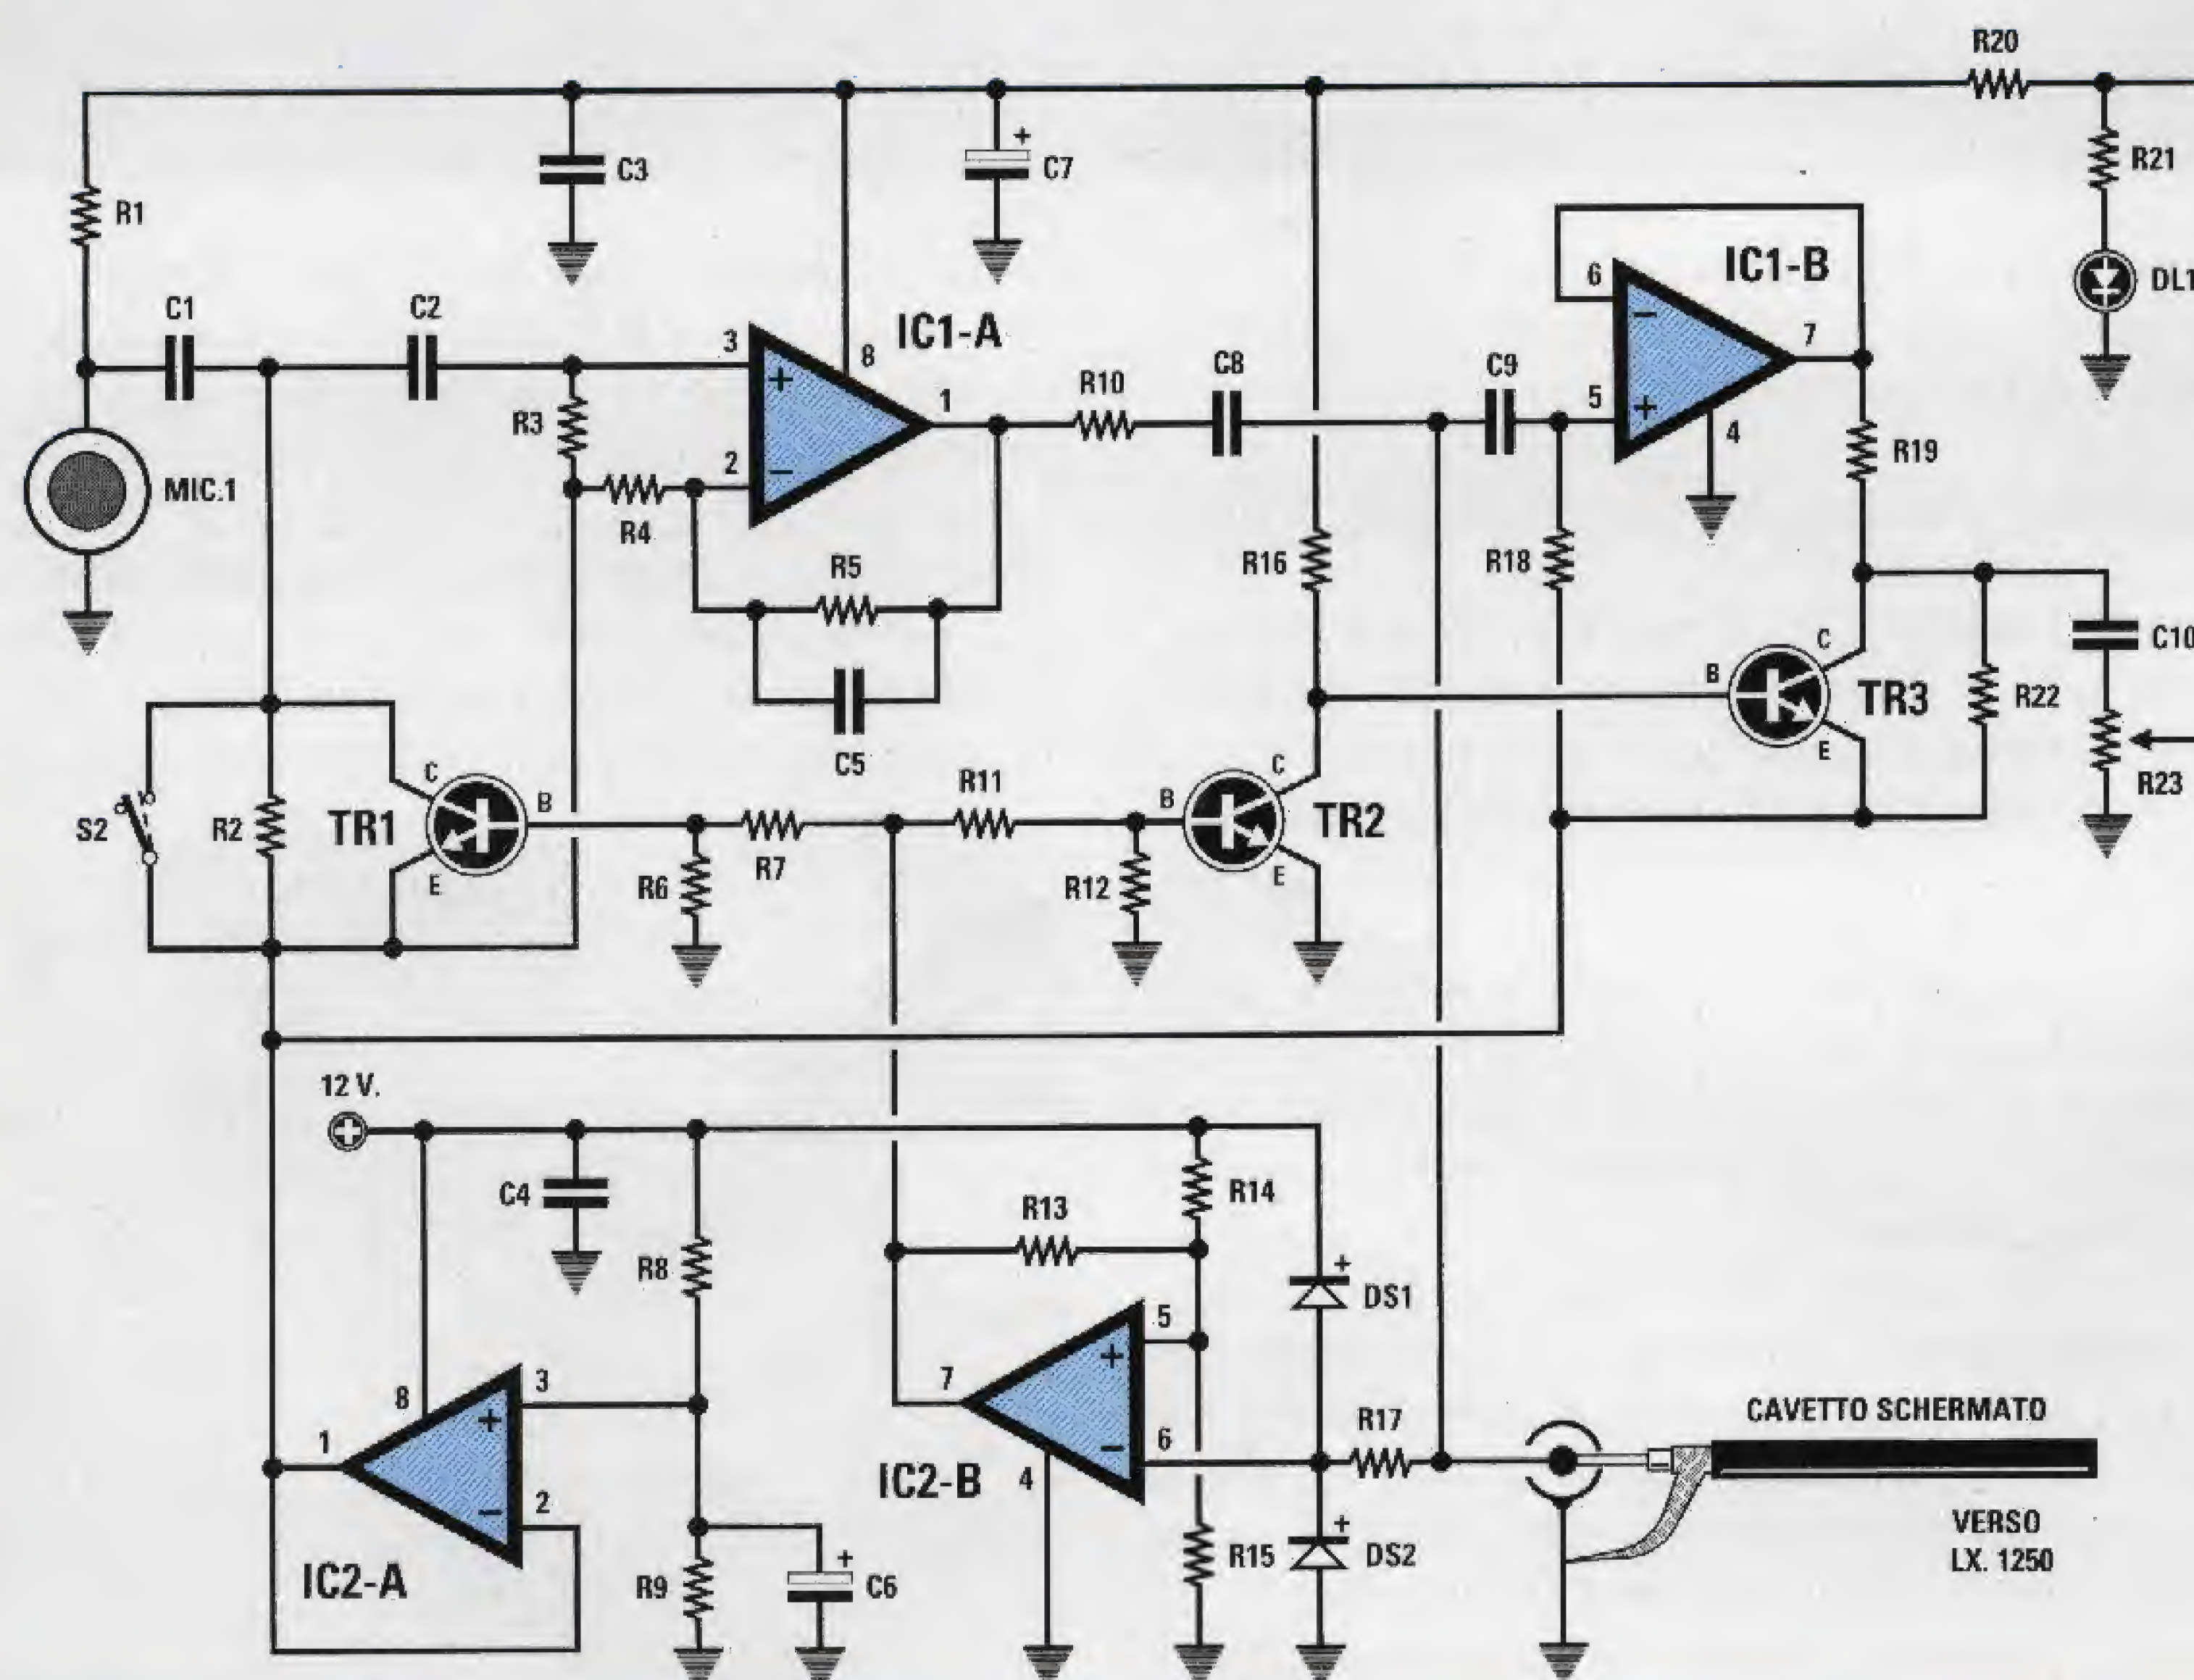 R20
R21
DL1
C3
+
C7
R1
C1
C2
R3
3
+
8
IC1-A
1
2
−
R4
R5
C5
R10
C8
C9
R16
R18
IC1-B
6
−
7
5
+
4
R19
MIC.1
C10
R22
R23
B
C
E
TR3
S2
R2
TR1
C
B
E
R6
R7
R11
R12
B
C
E
TR2
12 V.
C4
R8
R13
R14
+
DS1
8
3
+
1
2
−
IC2-A
R9
+
C6
5
+
7
6
−
4
IC2-B
R15
R17
+
DS2
CAVETTO SCHERMATO
VERSO
LX. 1250